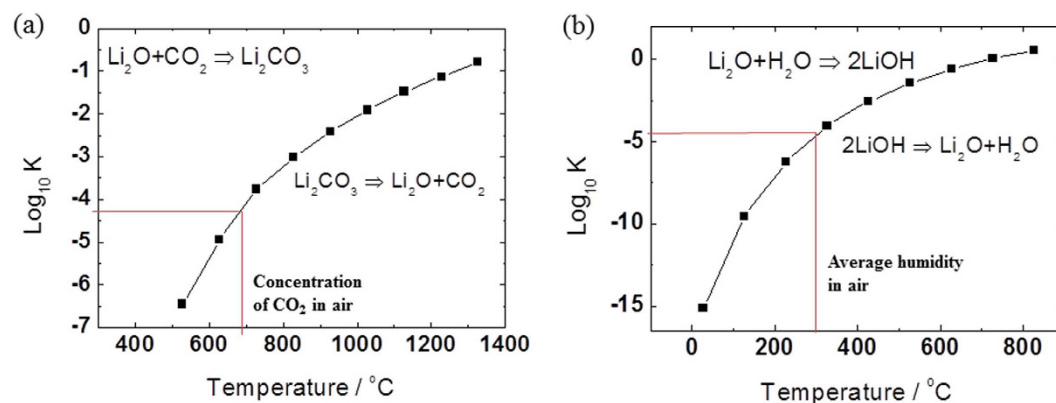 (a)
Li₂O+CO₂ ⇒ Li₂CO₃
Li₂CO₃ ⇒ Li₂O+CO₂
Concentration
of CO₂ in air
Log₁₀ K
0
-1
-2
-3
-4
-5
-6
-7
400 600 800 1000 1200 1400
Temperature / °C
(b)
Li₂O+H₂O ⇒ 2LiOH
2LiOH ⇒ Li₂O+H₂O
Average humidity
in air
Log₁₀ K
0
-5
-10
-15
0 200 400 600 800
Temperature / °C